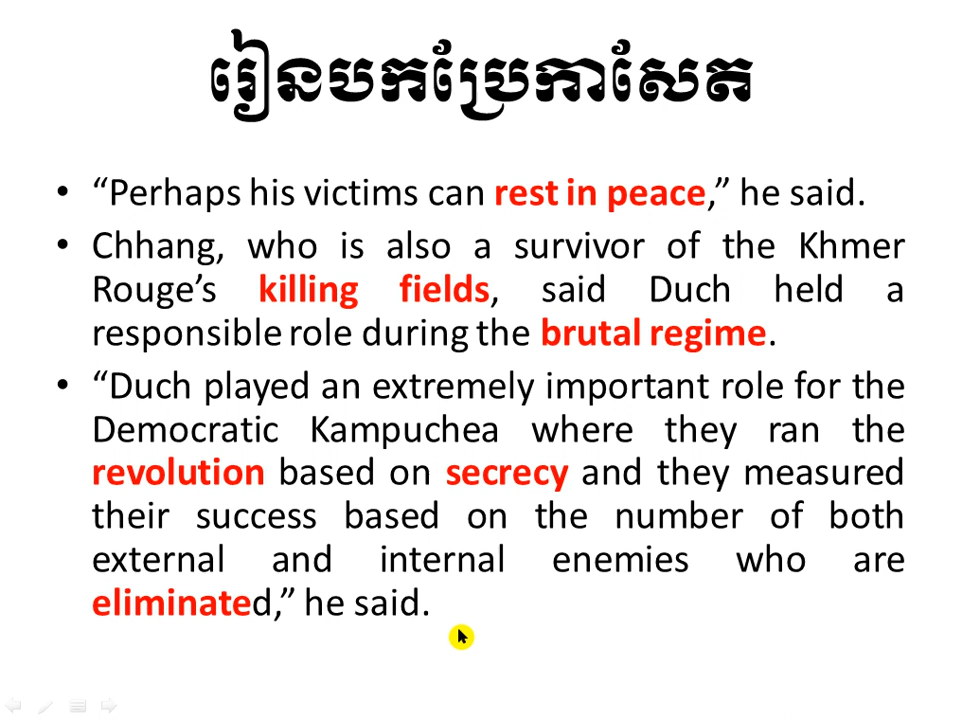 រៀនបកប្រែកាសែត
• “Perhaps his victims can rest in peace,” he said.
• Chhang, who is also a survivor of the Khmer
Rouge’s killing fields, said Duch held a
responsible role during the brutal regime.
• “Duch played an extremely important role for the
Democratic Kampuchea where they ran the
revolution based on secrecy and they measured
their success based on the number of both
external and internal enemies who are
eliminated,” he said.